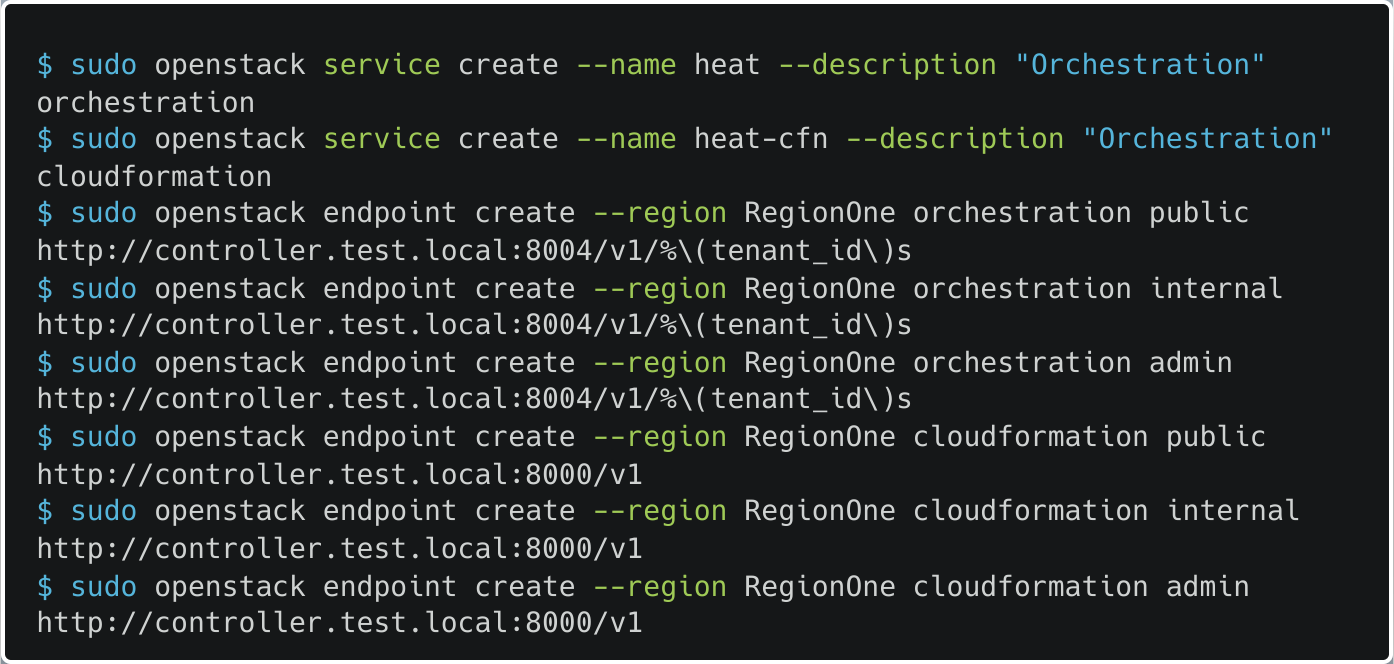 $ sudo openstack service create --name heat --description "Orchestration"
orchestration
$ sudo openstack service create --name heat-cfn --description "Orchestration"
cloudformation
$ sudo openstack endpoint create --region RegionOne orchestration public
http://controller.test.local:8004/v1/%\(tenant_id\)s
$ sudo openstack endpoint create --region RegionOne orchestration internal
http://controller.test.local:8004/v1/%\(tenant_id\)s
$ sudo openstack endpoint create --region RegionOne orchestration admin
http://controller.test.local:8004/v1/%\(tenant_id\)s
$ sudo openstack endpoint create --region RegionOne cloudformation public
http://controller.test.local:8000/v1
$ sudo openstack endpoint create --region RegionOne cloudformation internal
http://controller.test.local:8000/v1
$ sudo openstack endpoint create --region RegionOne cloudformation admin
http://controller.test.local:8000/v1